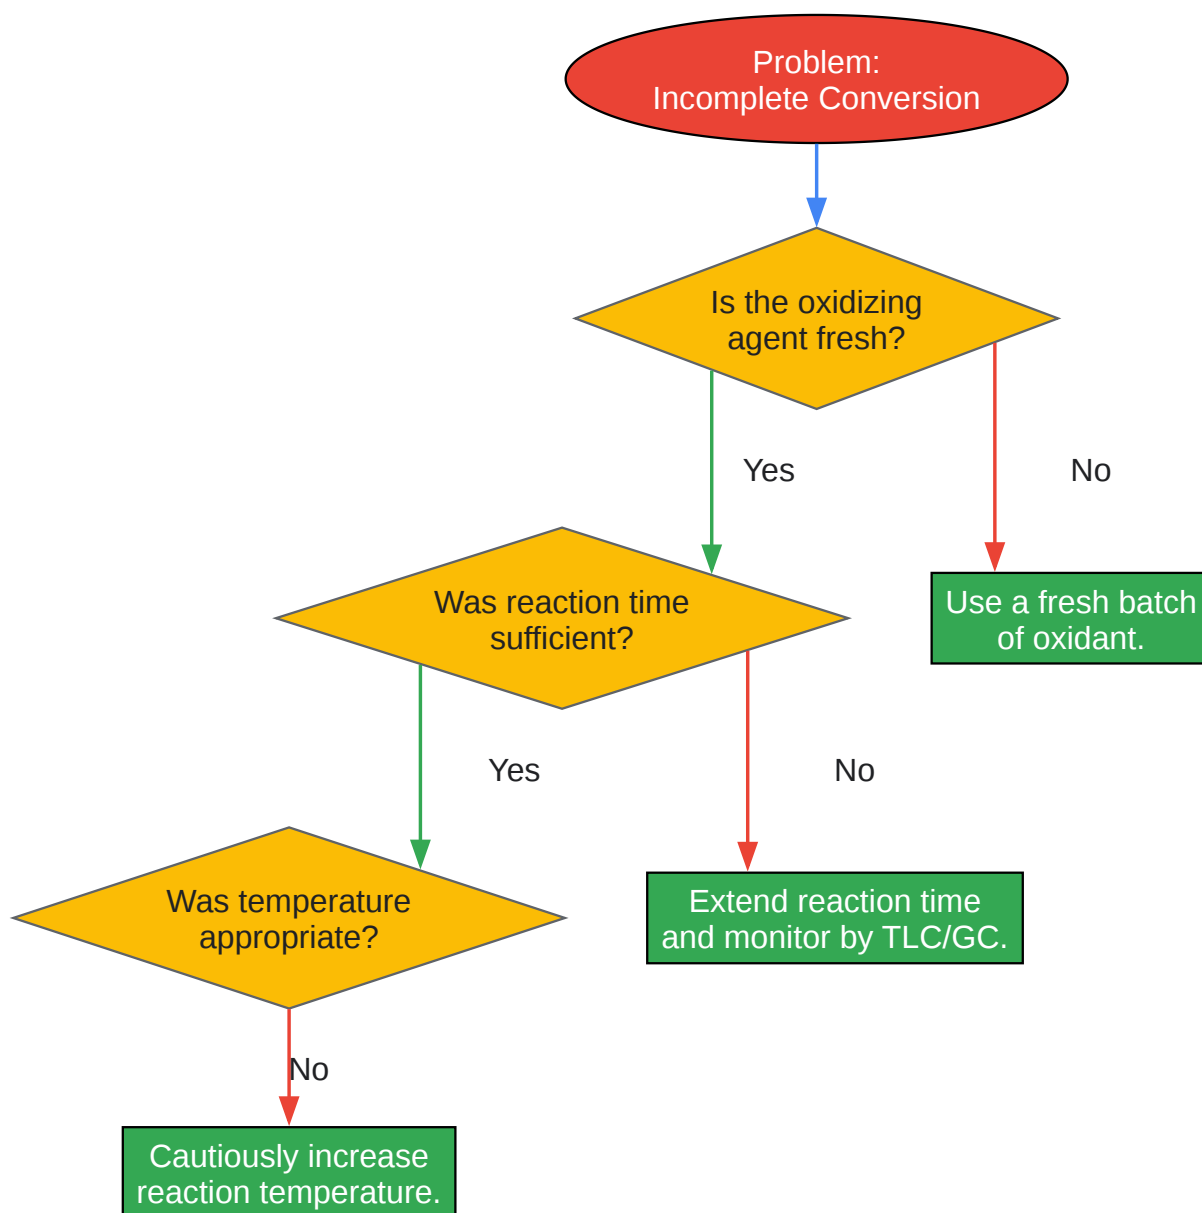 Problem:
Incomplete Conversion
Is the oxidizing
agent fresh?
Yes
No
Was reaction time
sufficient?
Use a fresh batch
of oxidant.
Yes
No
Was temperature
appropriate?
Extend reaction time
and monitor by TLC/GC.
No
Cautiously increase
reaction temperature.